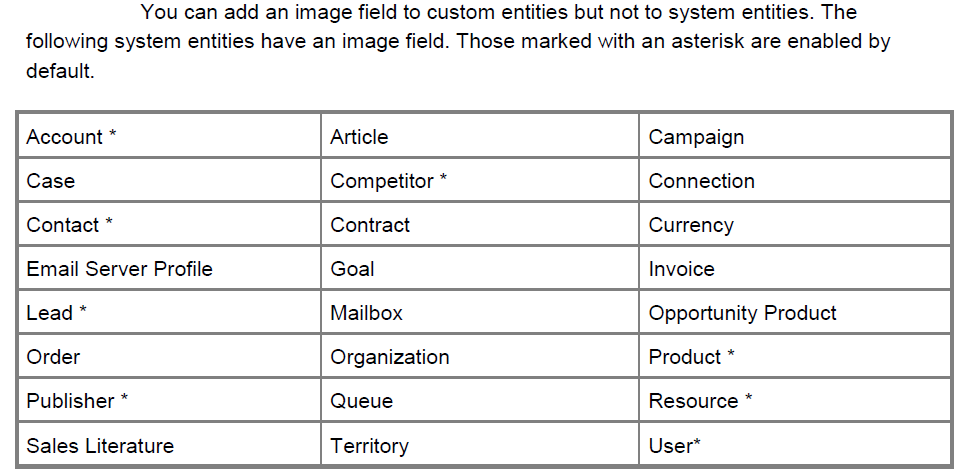 You can add an image field to custom entities but not to system entities. The
following system entities have an image field. Those marked with an asterisk are enabled by
default.
Account * Article Campaign
Case Competitor * Connection
Contact * Contract Currency
Email Server Profile Goal Invoice
Lead * Mailbox Opportunity Product
Order Organization Product *
Publisher * Queue Resource *
Sales Literature Territory User*